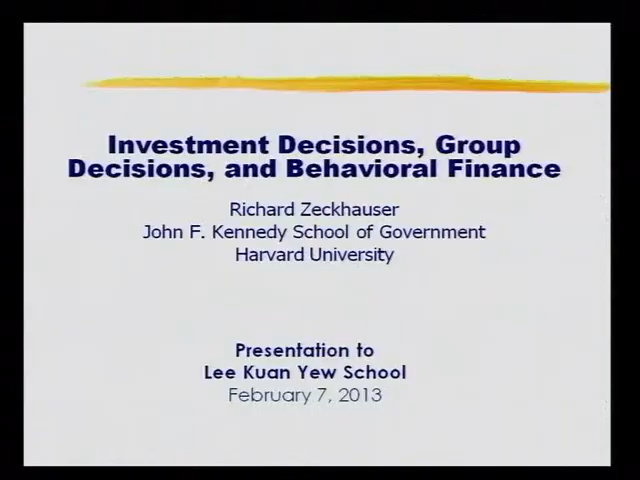 Investment Decisions, Group
Decisions, and Behavioral Finance
Richard Zeckhauser
John F. Kennedy School of Government
Harvard University
Presentation to
Lee Kuan Yew School
February 7, 2013